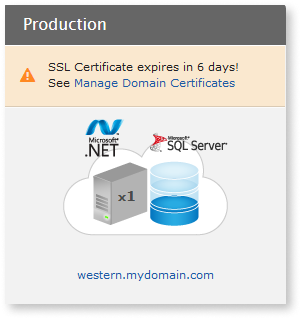 Production
SSL Certificate expires in 6 days!
See Manage Domain Certificates
Microsoft
.NET
Microsoft
SQL Server
x1
western.mydomain.com